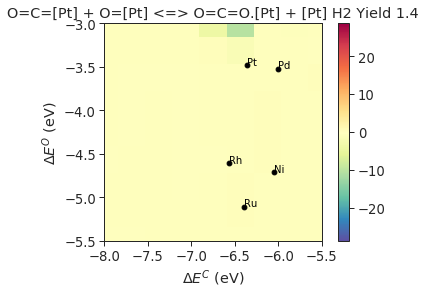 O=C=[Pt] + O=[Pt] <=> O=C=O.[Pt] + [Pt] H2 Yield 1.4
−3.0
−3.5
−4.0
−4.5
−5.0
−5.5
ΔE^O (eV)
Pt
Pd
Rh
Ni
Ru
−8.0 −7.5 −7.0 −6.5 −6.0 −5.5
ΔE^C (eV)
20
10
0
−10
−20